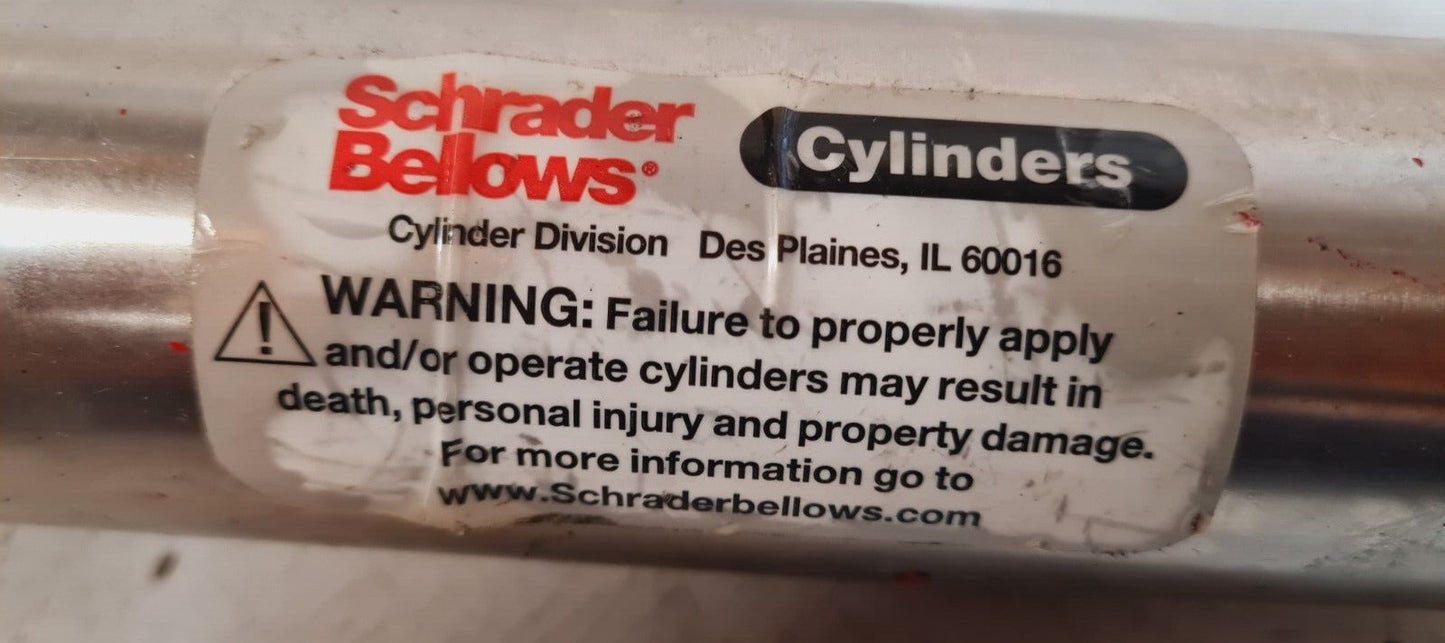 Schrader
Bellows®
Cylinders
Cylinder Division Des Plaines, IL 60016
WARNING: Failure to properly apply
and/or operate cylinders may result in
death, personal injury and property damage.
For more information go to
www.Schraderbellows.com